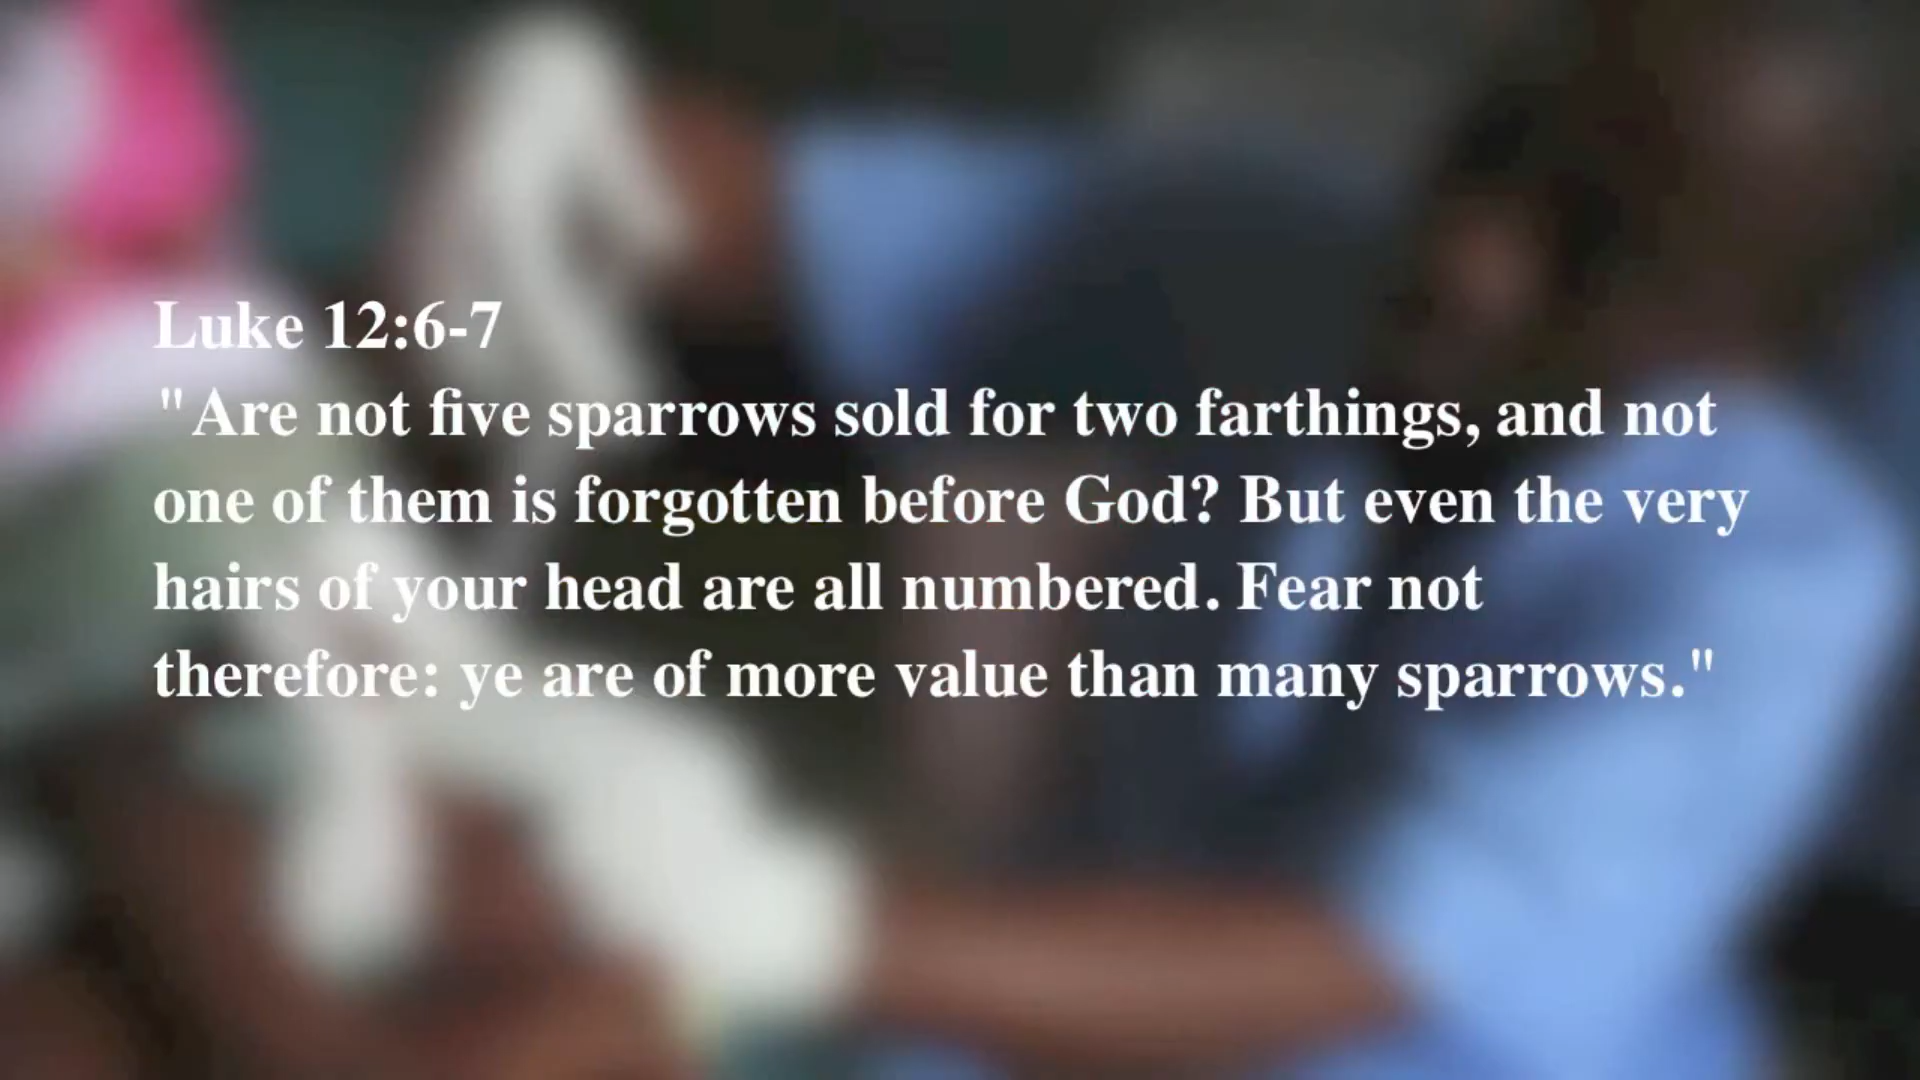 Luke 12:6-7
"Are not five sparrows sold for two farthings, and not
one of them is forgotten before God? But even the very
hairs of your head are all numbered. Fear not
therefore: ye are of more value than many sparrows."